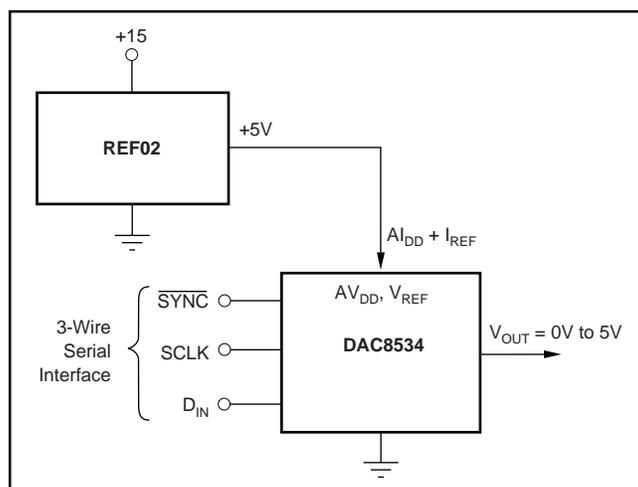 +15
REF02
+5V
AI_DD + I_REF
SYNC
AV_DD, V_REF
3-Wire
Serial
Interface
SCLK
DAC8534
V_OUT = 0V to 5V
D_IN